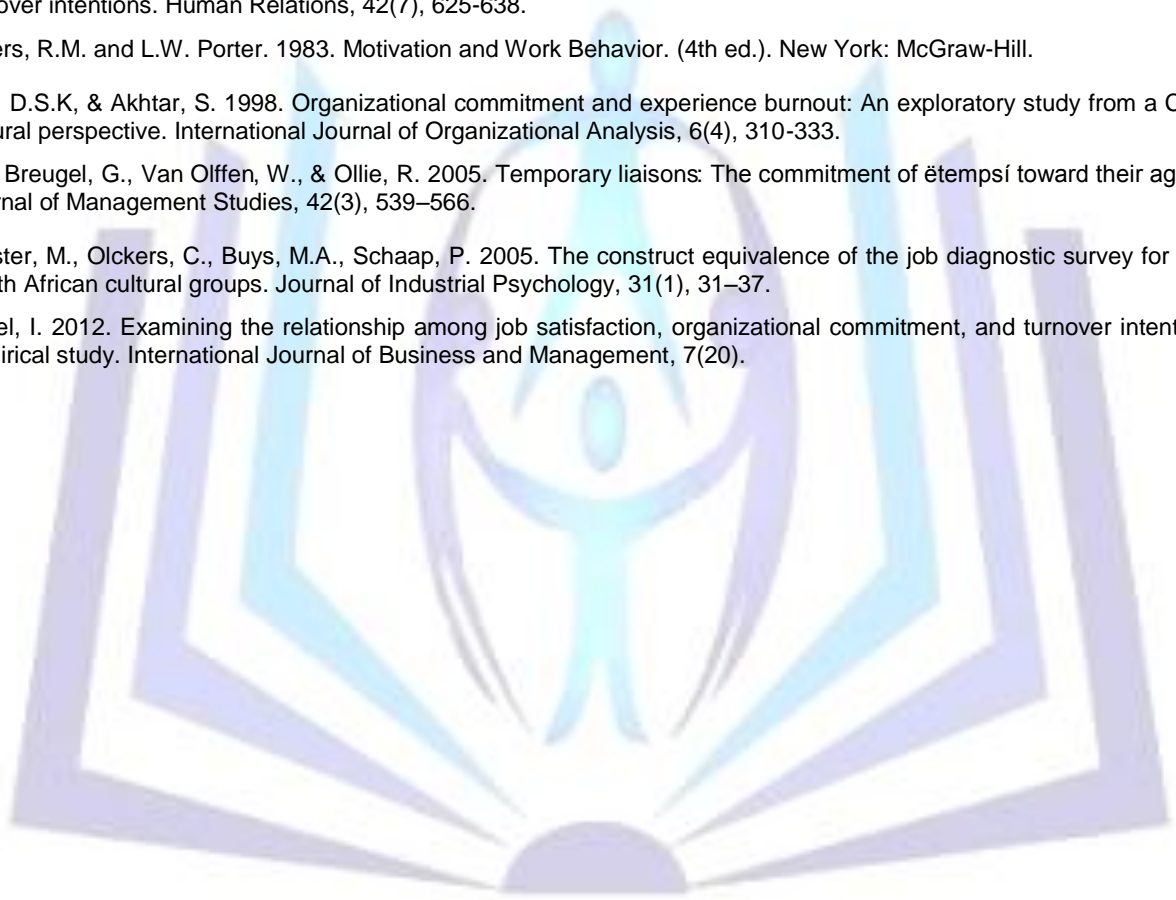 over intentions. Human Relations, 42(7), 625-638.
ers, R.M. and L.W. Porter. 1983. Motivation and Work Behavior. (4th ed.). New York: McGraw-Hill.
D.S.K, & Akhtar, S. 1998. Organizational commitment and experience burnout: An exploratory study from a C
ural perspective. International Journal of Organizational Analysis, 6(4), 310-333.
Breugel, G., Van Olffen, W., & Ollie, R. 2005. Temporary liaisons: The commitment of ëtempsí toward their ag
rnal of Management Studies, 42(3), 539–566.
ster, M., Olckers, C., Buys, M.A., Schaap, P. 2005. The construct equivalence of the job diagnostic survey for
th African cultural groups. Journal of Industrial Psychology, 31(1), 31–37.
el, I. 2012. Examining the relationship among job satisfaction, organizational commitment, and turnover intent
pirical study. International Journal of Business and Management, 7(20).